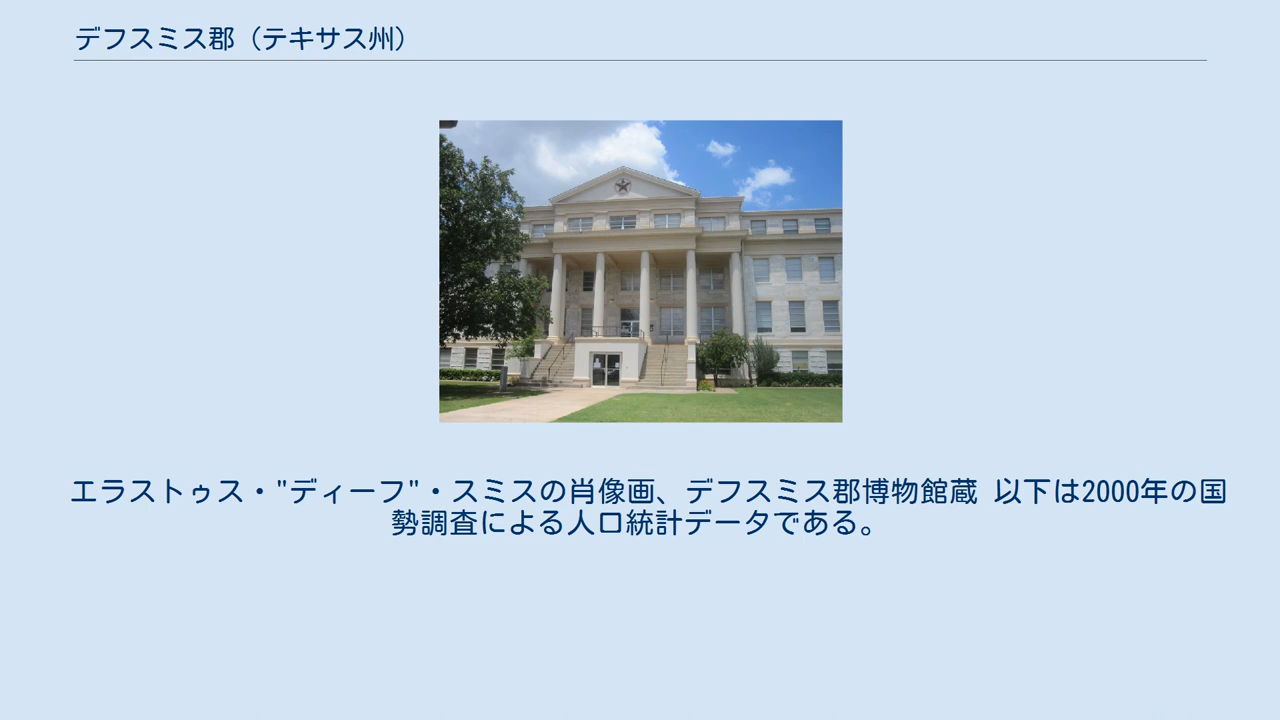 デフスミス郡（テキサス州）
エラストゥス・"ディーフ"・スミスの肖像画、デフスミス郡博物館蔵 以下は2000年の国
勢調査による人口統計データである。